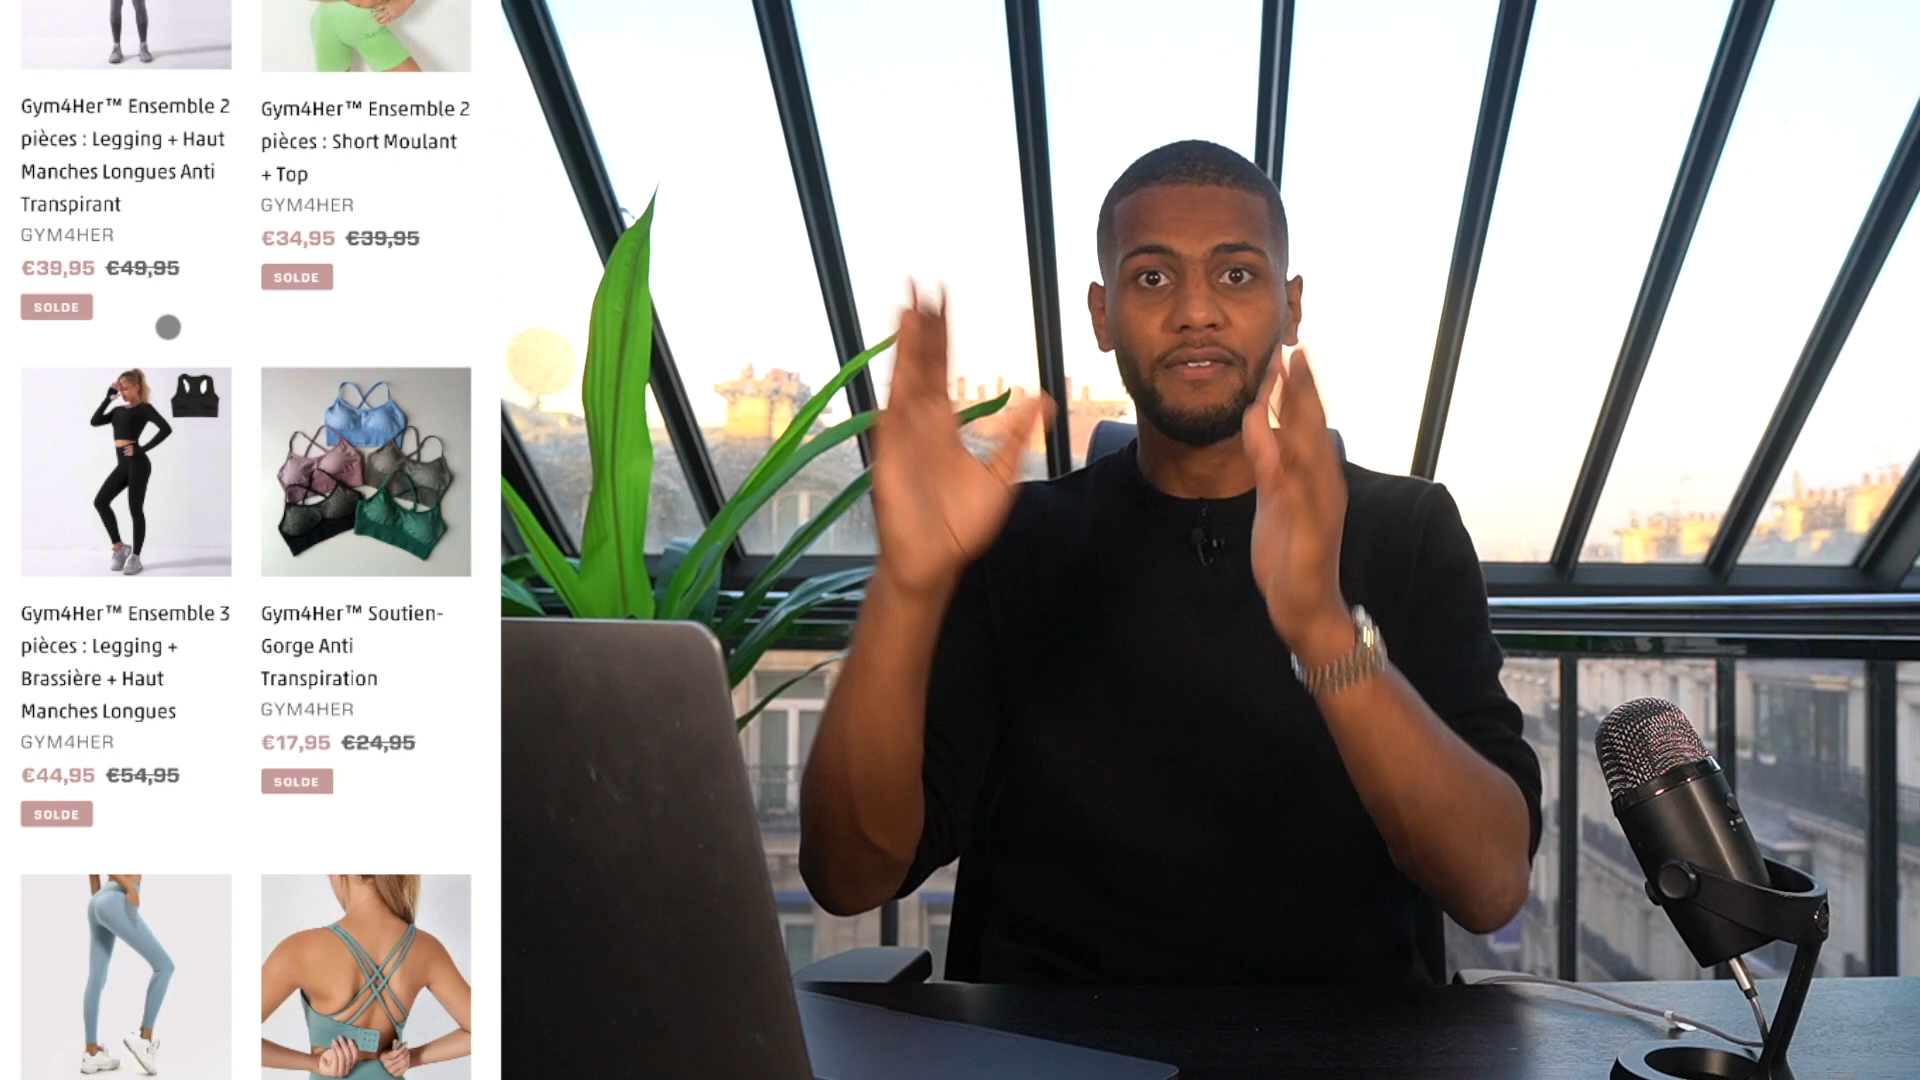 Gym4Her™ Ensemble 2
pièces : Legging + Haut
Manches Longues Anti
Transpirant
GYM4HER
€39,95 €49,95
SOLDE
Gym4Her™ Ensemble 2
pièces : Short Moulant
+ Top
GYM4HER
€34,95 €39,95
SOLDE
Gym4Her™ Ensemble 3
pièces : Legging +
Brassière + Haut
Manches Longues
GYM4HER
€44,95 €54,95
SOLDE
Gym4Her™ Soutien-
Gorge Anti
Transpiration
GYM4HER
€17,95 €24,95
SOLDE